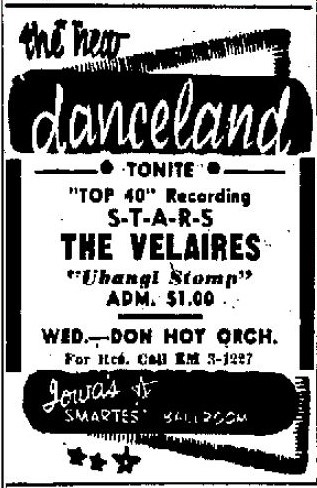 the new
danceland
TONITE
"TOP 40" Recording
S-T-A-R-S
THE VELAIRES
"Ubangi Stomp"
ADM. $1.00
WED.—DON HOY ORCH.
For Res. Call EM 3-1227
Iowa's
SMARTEST BALLROOM